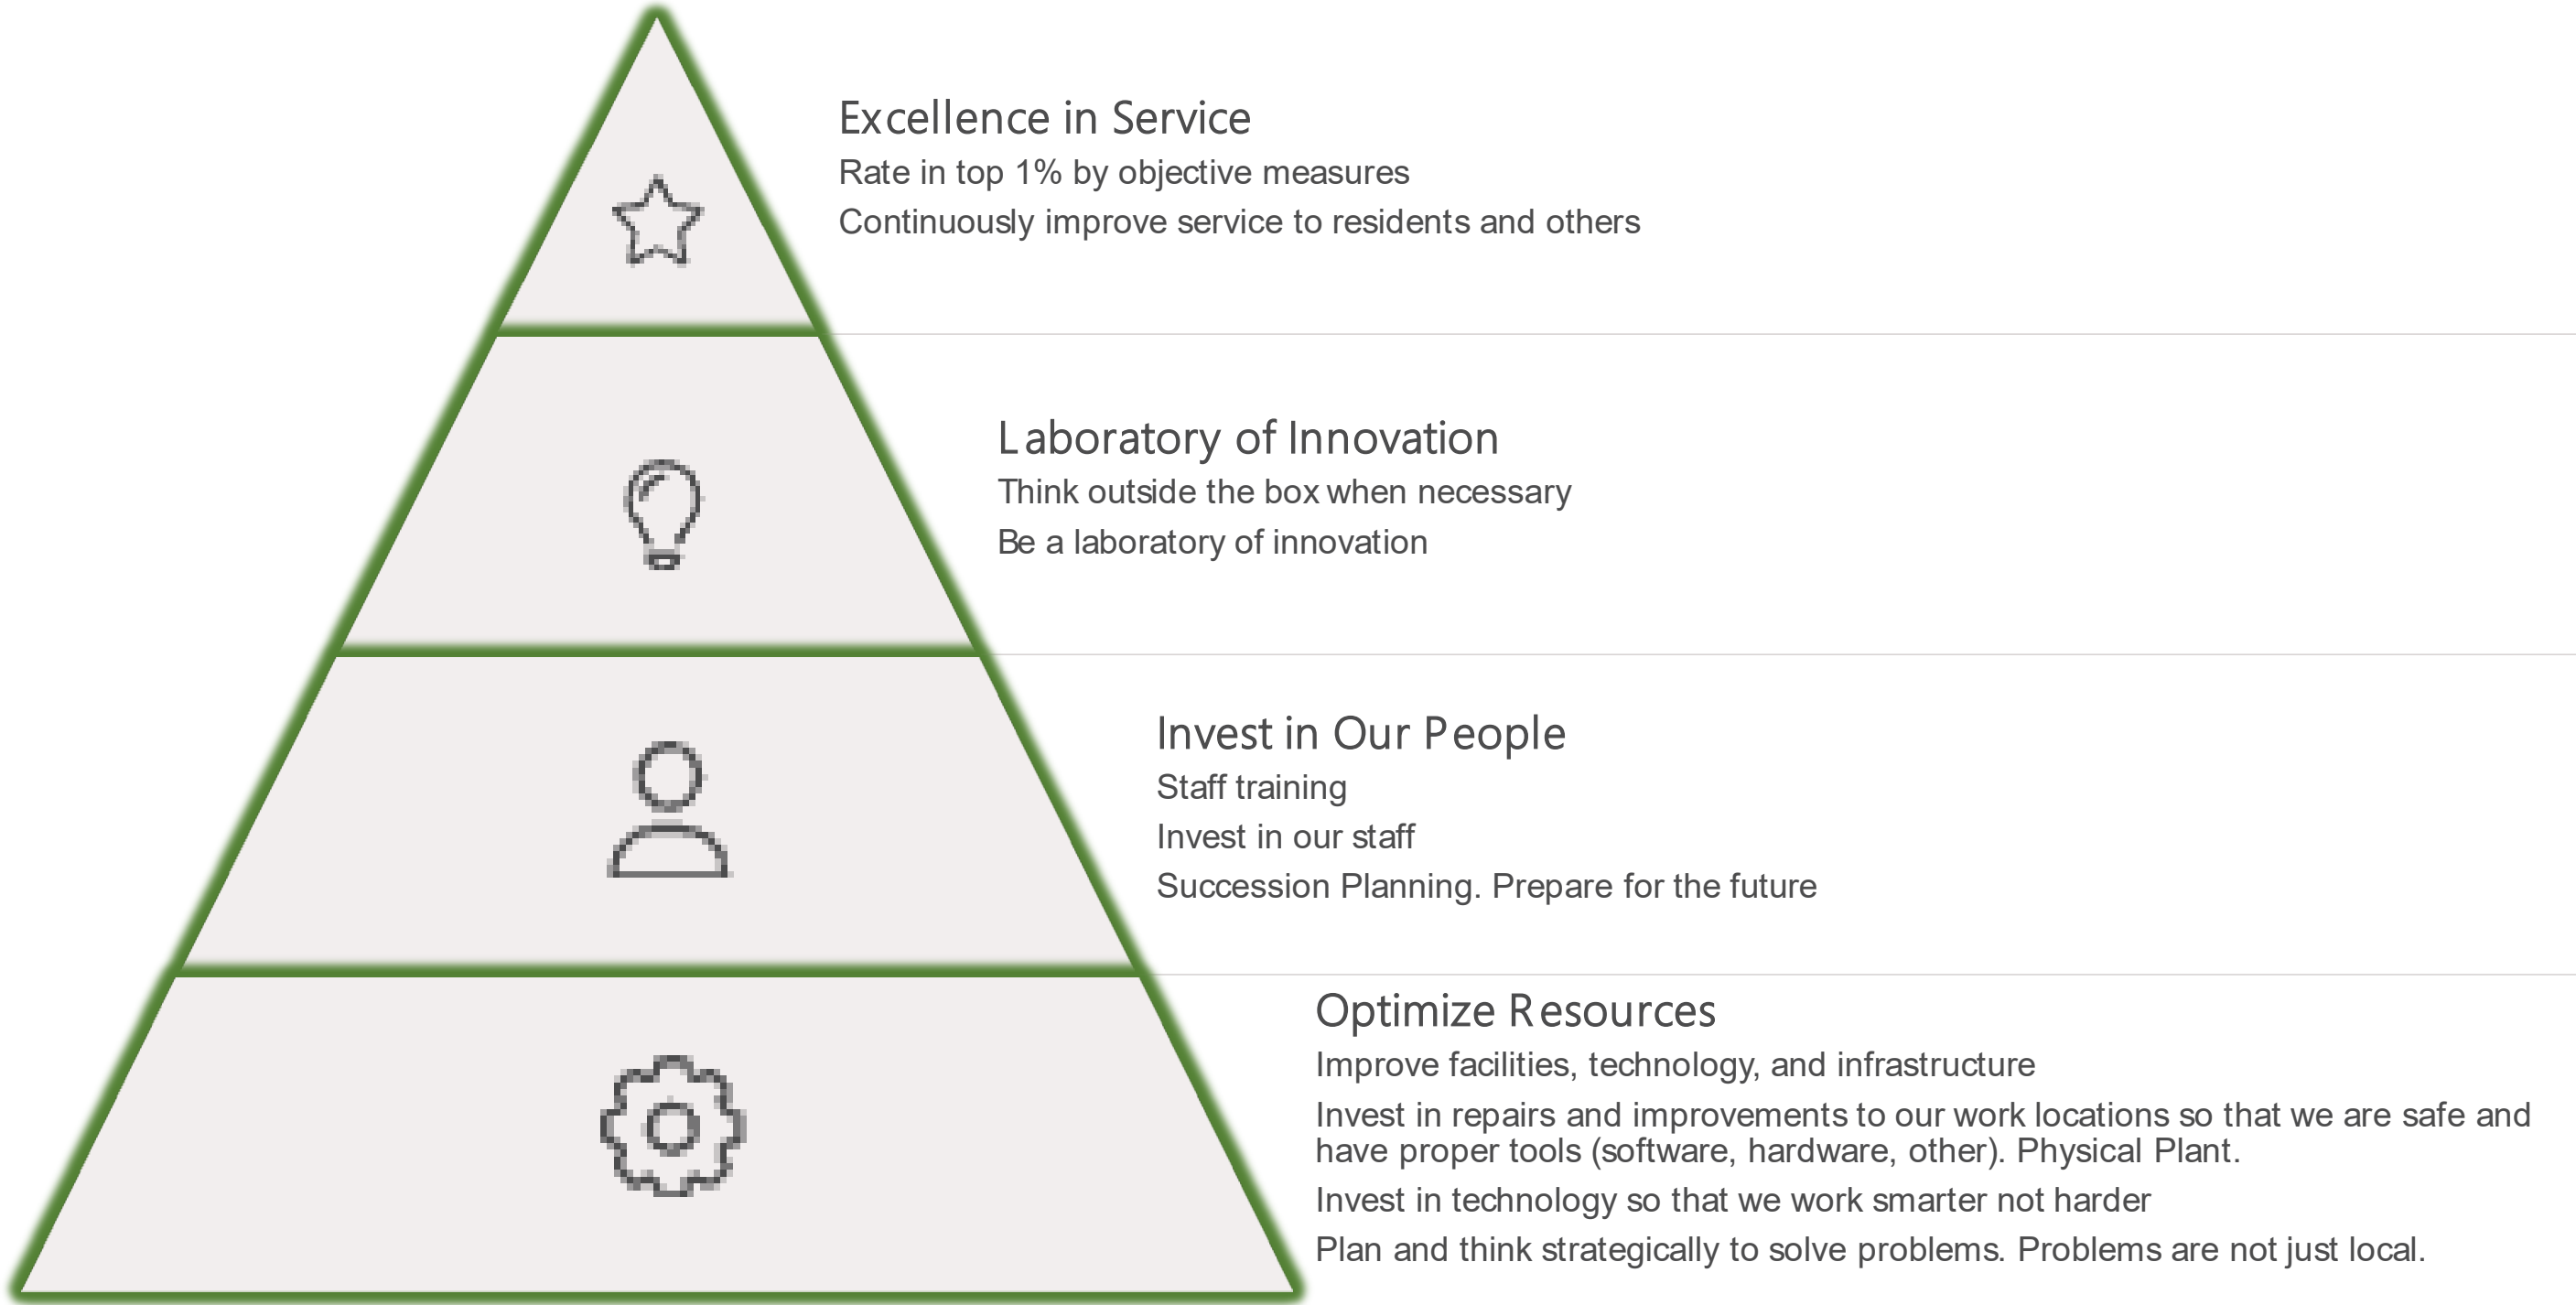 Excellence in Service
Rate in top 1% by objective measures
Continuously improve service to residents and others
Laboratory of Innovation
Think outside the box when necessary
Be a laboratory of innovation
Invest in Our People
Staff training
Invest in our staff
Succession Planning. Prepare for the future
Optimize Resources
Improve facilities, technology, and infrastructure
Invest in repairs and improvements to our work locations so that we are safe and
have proper tools (software, hardware, other). Physical Plant.
Invest in technology so that we work smarter not harder
Plan and think strategically to solve problems. Problems are not just local.